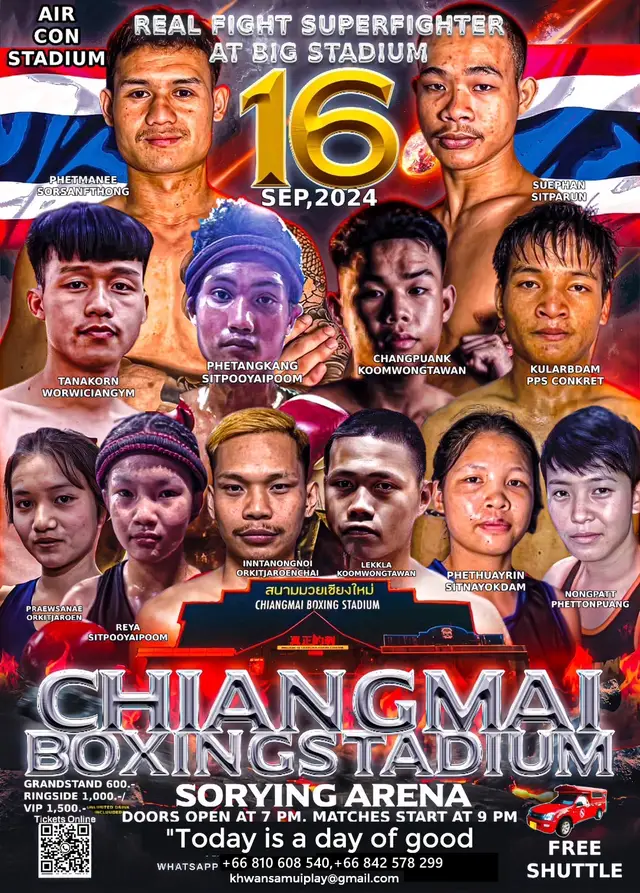 AIR
CON
STADIUM
REAL FIGHT SUPERFIGHTER
AT BIG STADIUM
16
SEP,2024
PHETMANEE
SORSANFTHONG
SUEPHAN
SITPARUN
TANAKORN
WORWICIANGYM
PHETANGKANG
SITPOOYAIPOOM
CHANGPUANK
KOOMWONGTAWAN
KULARBDAM
PPS CONKRET
PRAEWSANAE
ORKITJAROEN
REYA
SITPOOYAIPOOM
INNTANONGNOI
ORKITJAROENCHAI
LEKKLA
KOOMWONGTAWAN
PHETHUAYRIN
SITNAYOKDAM
NONGPATT
PHETTONPUANG
สนามมวยเชียงใหม่
CHIANGMAI BOXING STADIUM
CHIANGMAI
BOXINGSTADIUM
GRANDSTAND 600.-
RINGSIDE 1,000.-/
VIP 1,500.- UNLIMITED DRINK
INCLUDED
Tickets Online
SORYING ARENA
DOORS OPEN AT 7 PM. MATCHES START AT 9 PM
"Today is a day of good
WHATSAPP +66 810 608 540,+66 842 578 299
khwansamuiplay@gmail.com
FREE
SHUTTLE